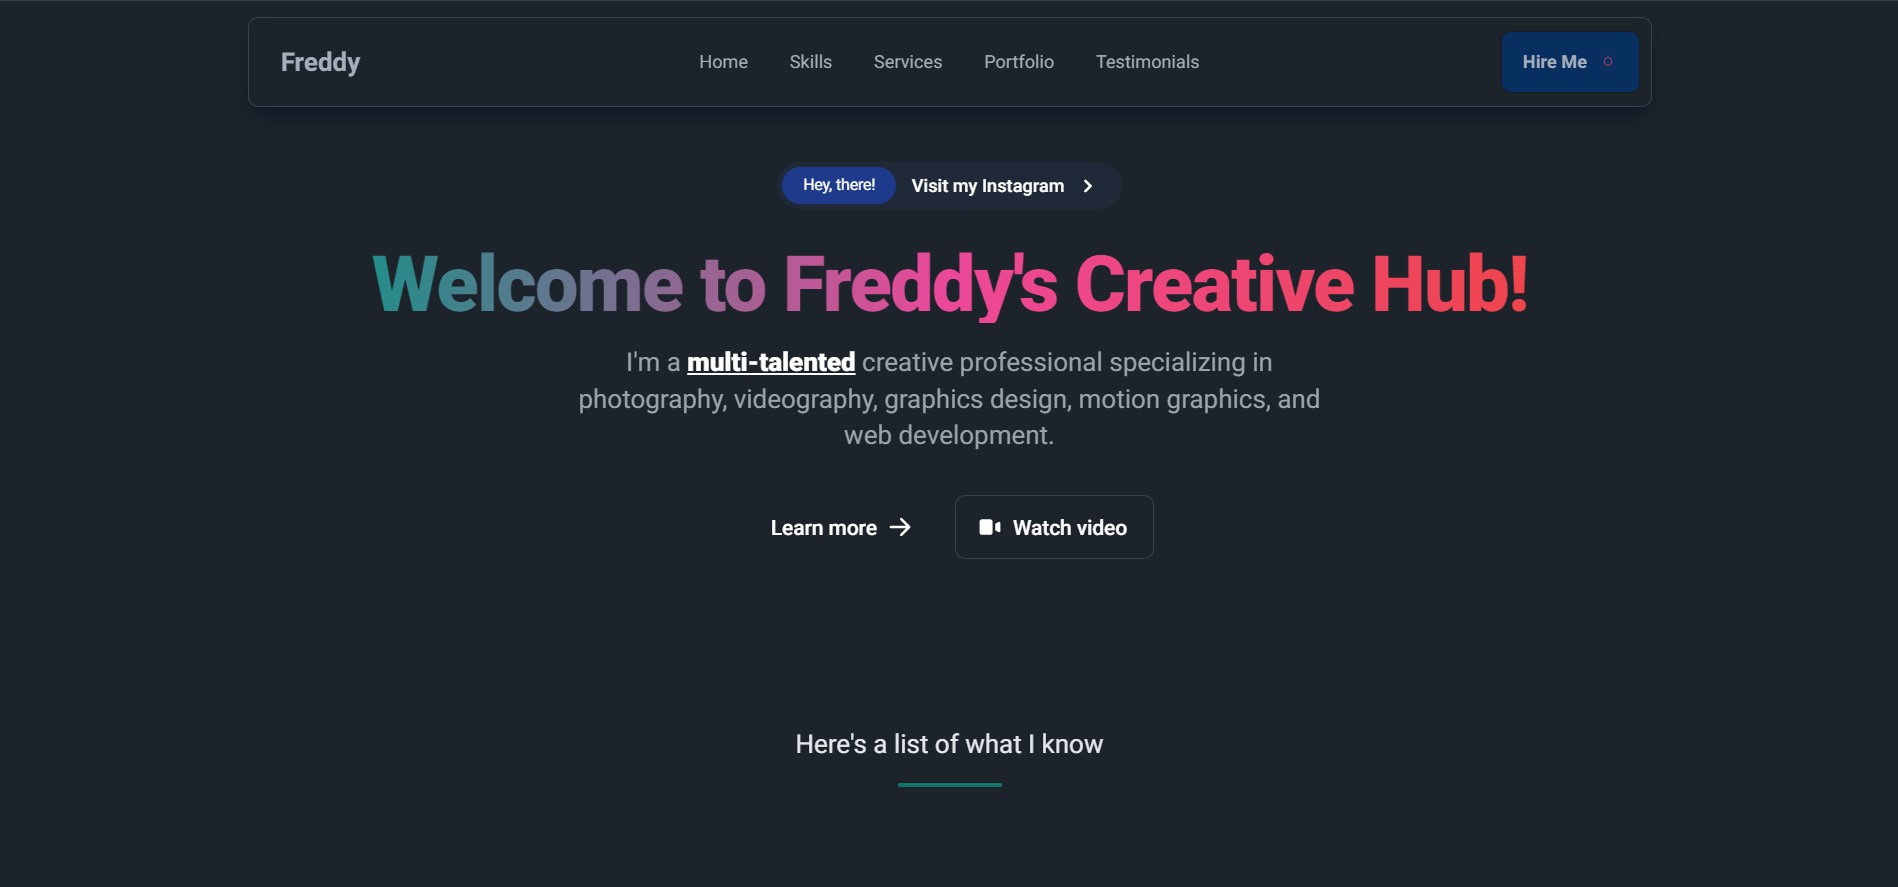 Freddy
Home
Skills
Services
Portfolio
Testimonials
Hire Me
Hey, there!
Visit my Instagram
Welcome to Freddy's Creative Hub!
I'm a multi-talented creative professional specializing in
photography, videography, graphics design, motion graphics, and
web development.
Learn more
Watch video
Here's a list of what I know